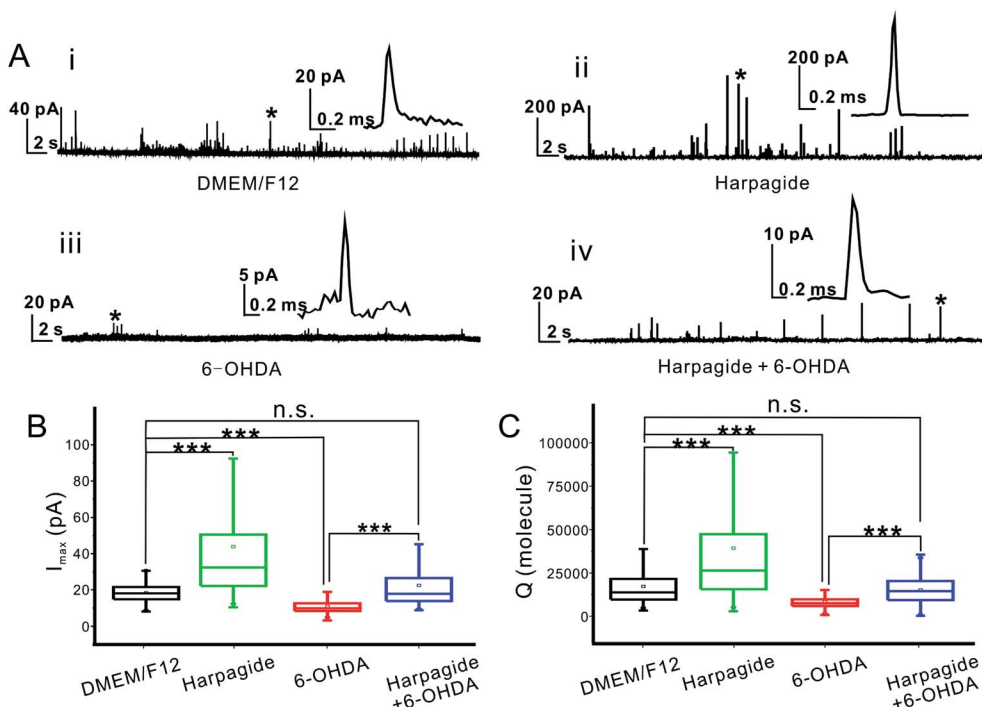 A
i
20 pA
0.2 ms
*
40 pA
2 s
DMEM/F12
ii
200 pA
0.2 ms
*
200 pA
2 s
Harpagide
iii
5 pA
0.2 ms
20 pA
*
2 s
6-OHDA
iv
10 pA
0.2 ms
20 pA
*
2 s
Harpagide + 6-OHDA
B
n.s.
***
***
***
100
80
60
40
20
0
Imax (pA)
DMEM/F12
Harpagide
6-OHDA
Harpagide
+6-OHDA
C
n.s.
***
***
***
100000
75000
50000
25000
0
Q (molecule)
DMEM/F12
Harpagide
6-OHDA
Harpagide
+6-OHDA